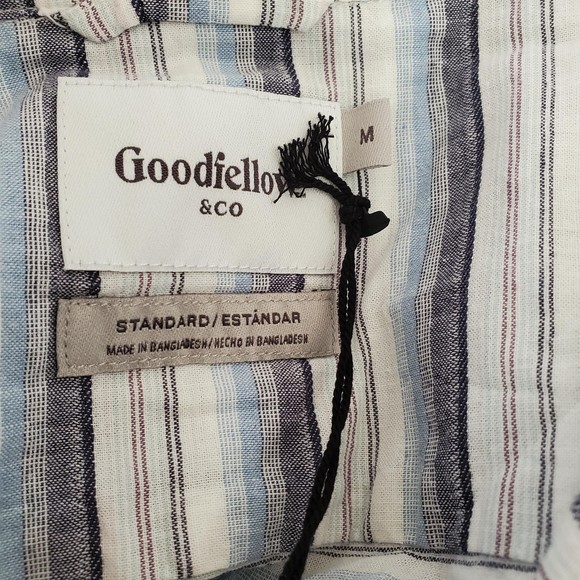 Goodfellow
&CO
M
STANDARD/ESTÁNDAR
MADE IN BANGLADESH/HECHO EN BANGLADESH